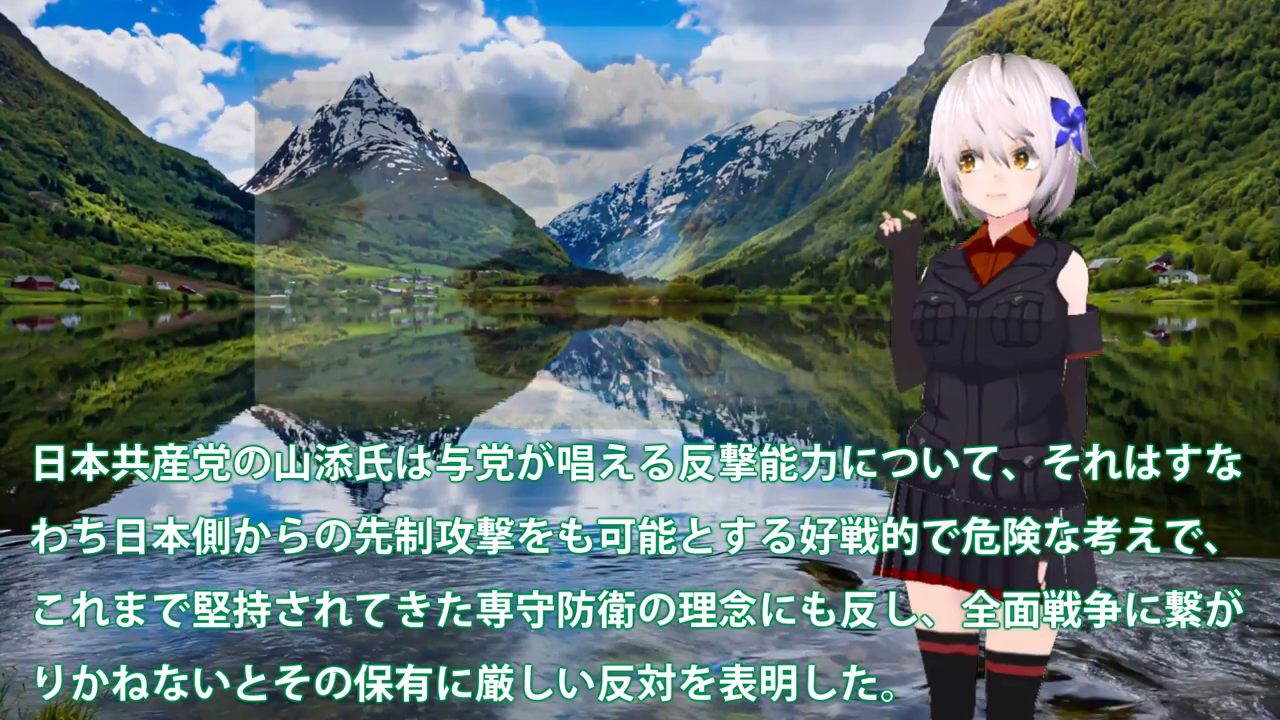 日本共産党の山添氏は与党が唱える反撃能力について、それはすな
わち日本側からの先制攻撃をも可能とする好戦的で危険な考えで、
これまで堅持されてきた専守防衛の理念にも反し、全面戦争に繋が
りかねないとその保有に厳しい反対を表明した。